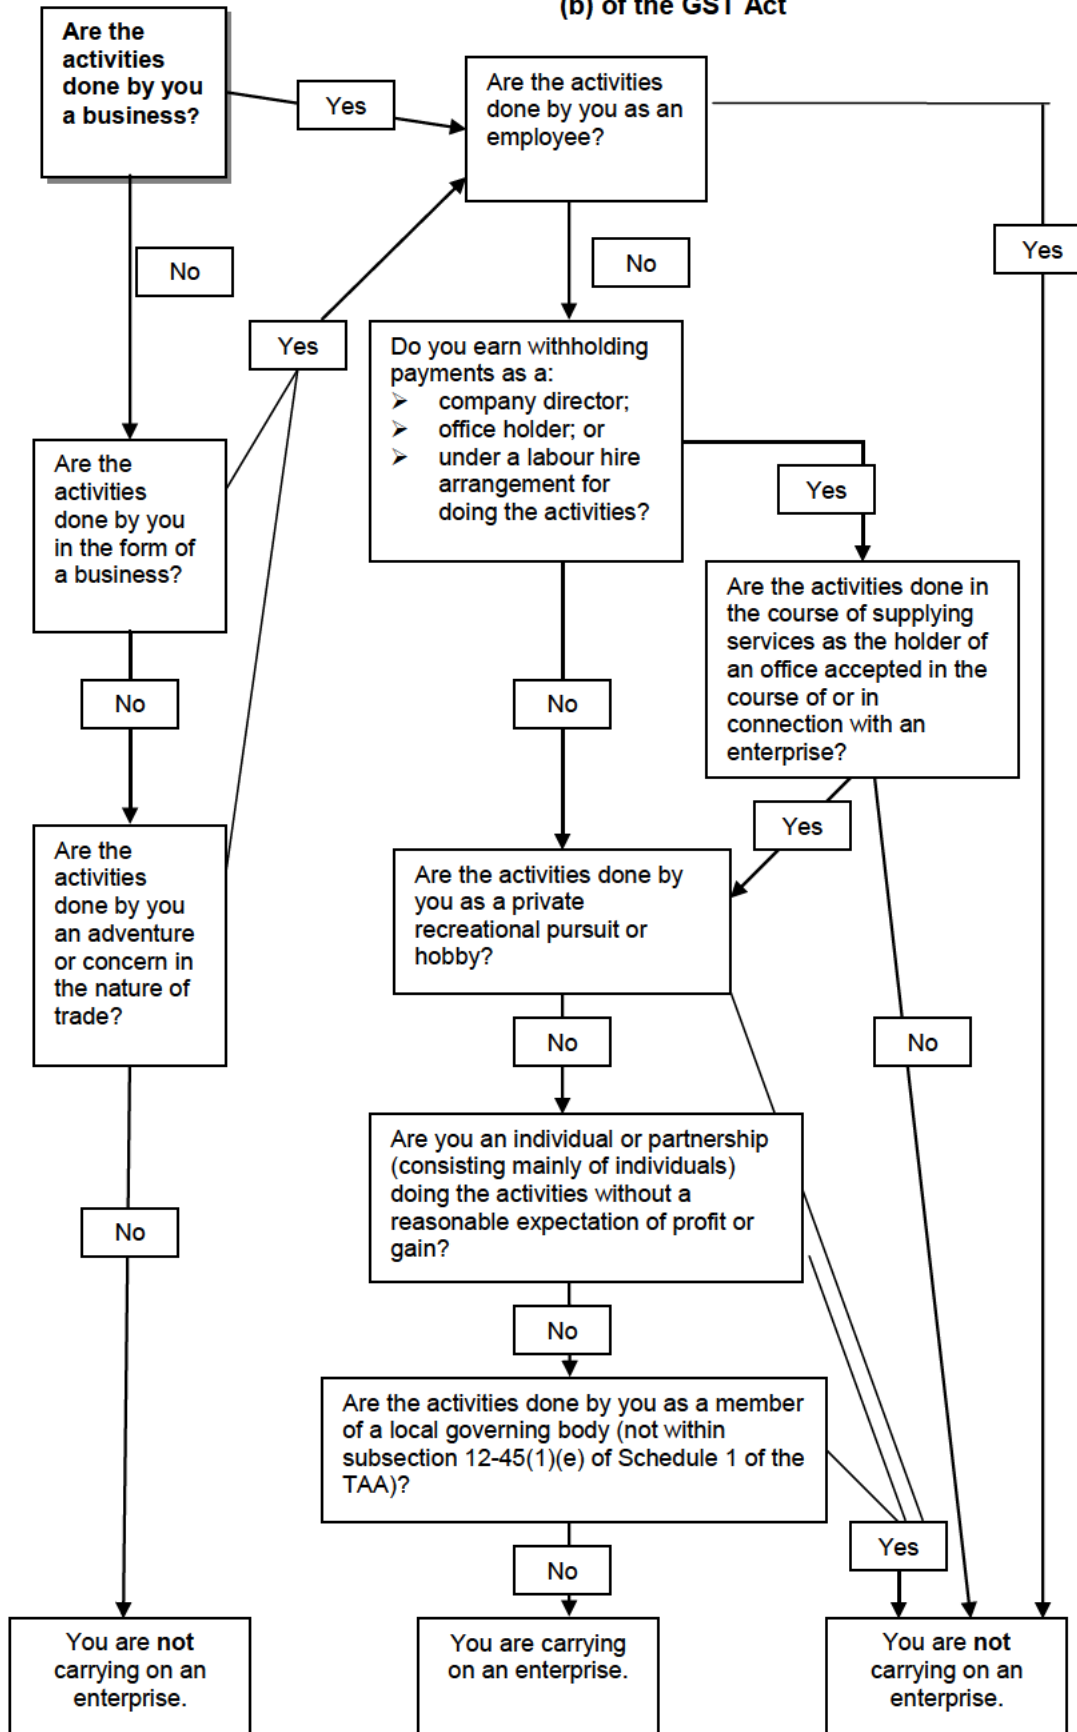 (b) of the GST Act
Are the
activities
done by you
a business?
Yes
Are the activities
done by you as an
employee?
Yes
No
No
Yes
Do you earn withholding
payments as a:
➢ company director;
➢ office holder; or
➢ under a labour hire
arrangement for
doing the activities?
Are the
activities
done by you
in the form of
a business?
Yes
Are the activities done in
the course of supplying
services as the holder of
an office accepted in the
course of or in
connection with an
enterprise?
No
No
Yes
Are the
activities
done by you
an adventure
or concern in
the nature of
trade?
Are the activities done by
you as a private
recreational pursuit or
hobby?
No
No
Are you an individual or partnership
(consisting mainly of individuals)
doing the activities without a
reasonable expectation of profit or
gain?
No
No
Are the activities done by you as a member
of a local governing body (not within
subsection 12-45(1)(e) of Schedule 1 of the
TAA)?
Yes
No
You are not
carrying on an
enterprise.
You are carrying
on an enterprise.
You are not
carrying on an
enterprise.